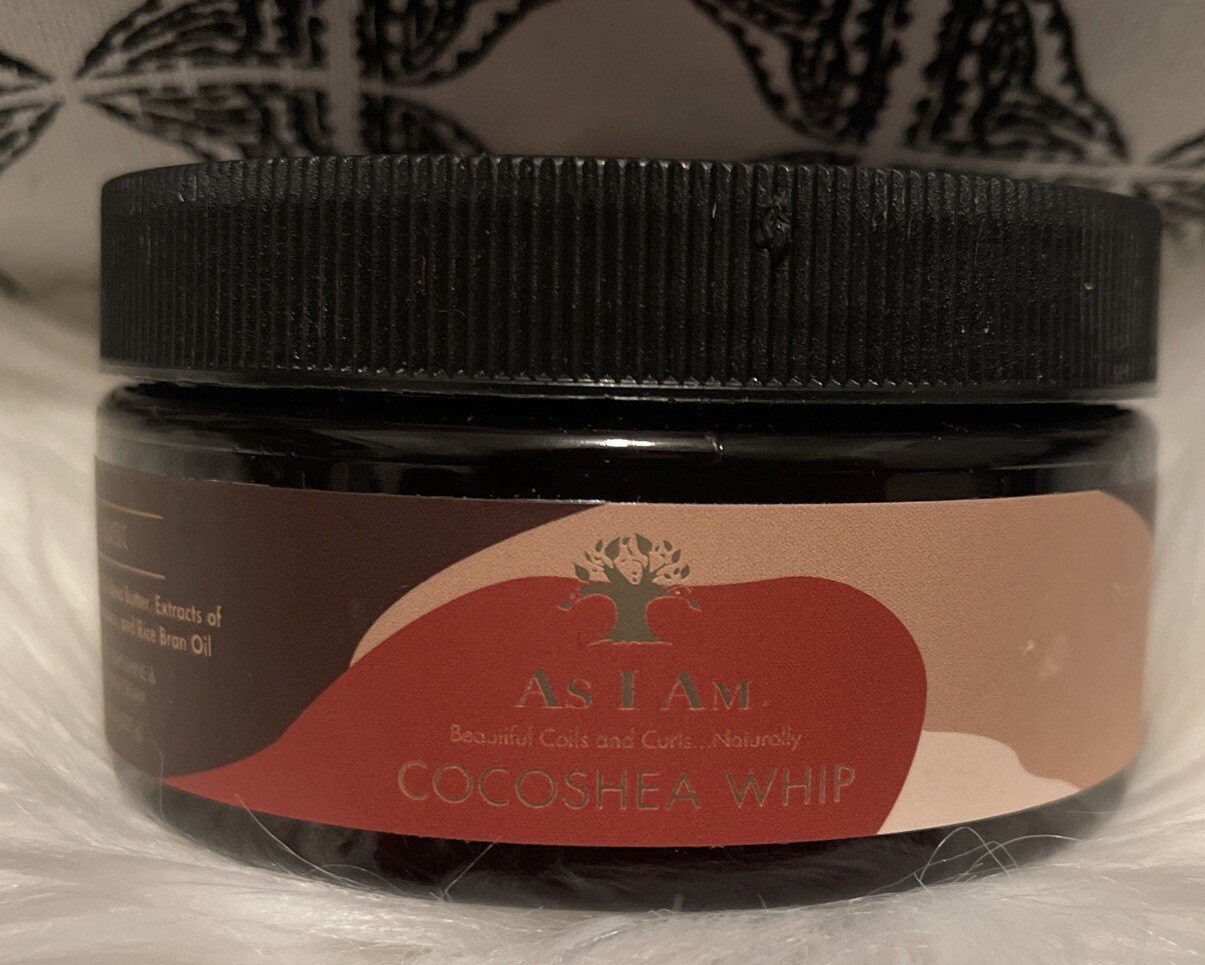 Butter, Extracts of
and Rice Bran Oil
As I Am
Beautiful Coils and Curls...Naturally
COCOSHEA WHIP